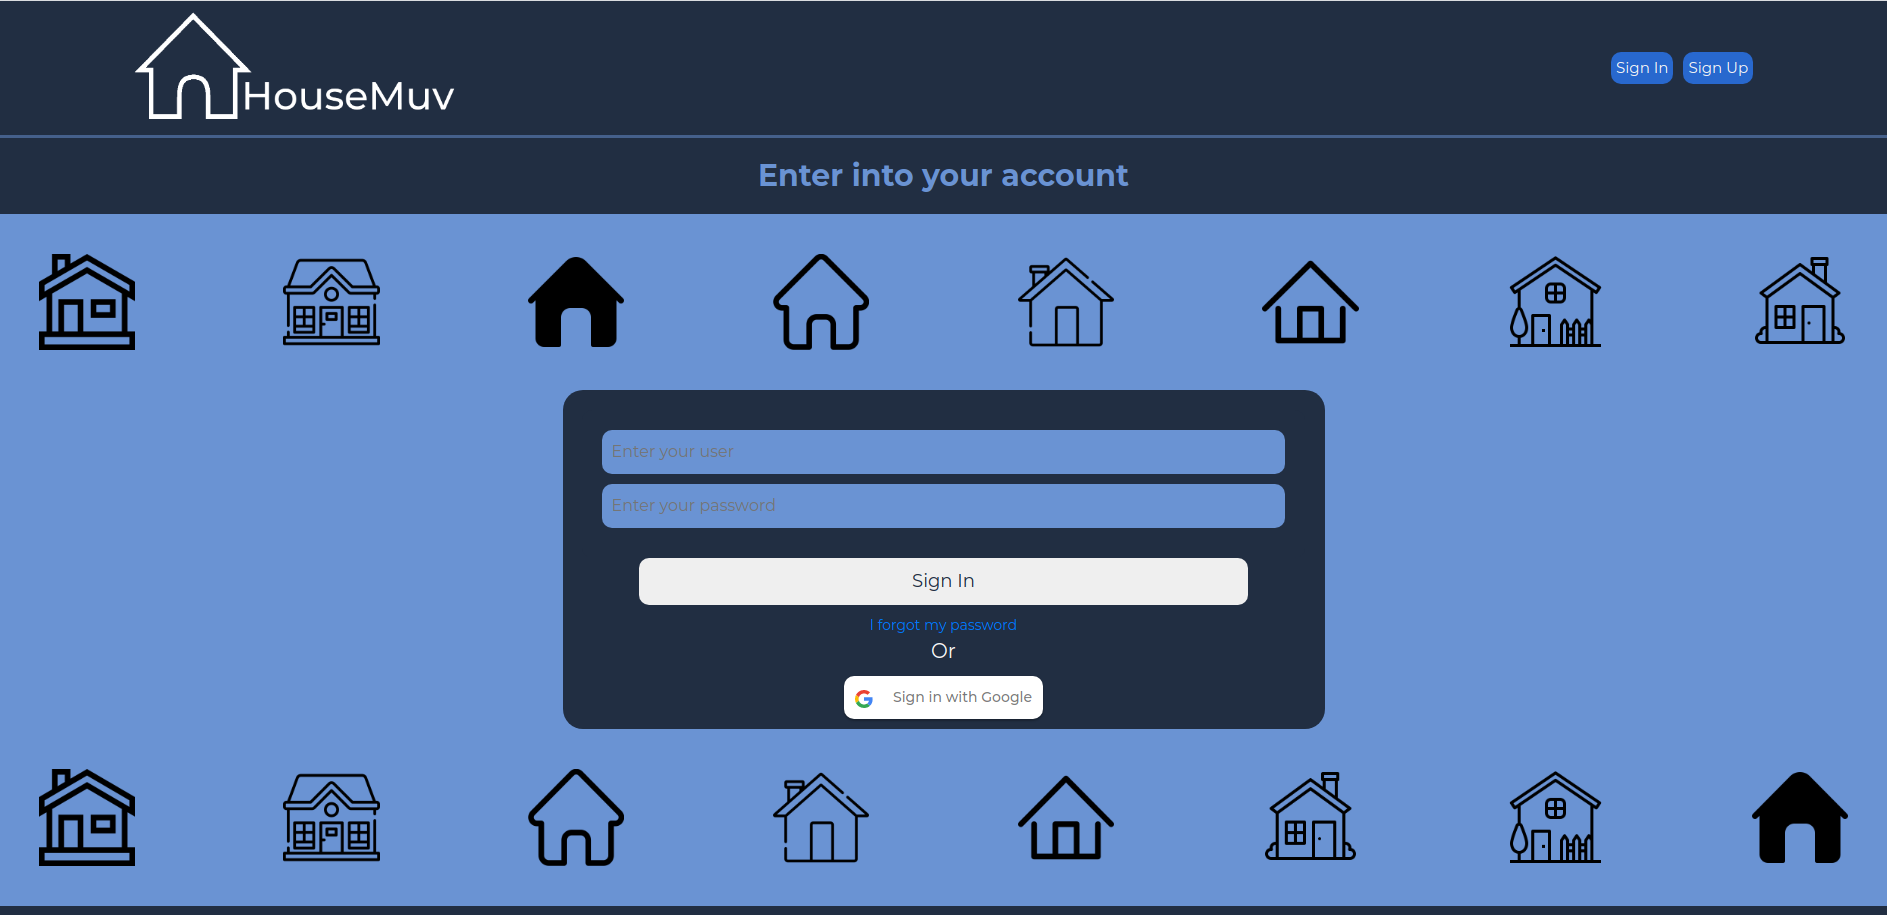 HouseMuv
Sign In Sign Up
Enter into your account
Enter your user
Enter your password
Sign In
I forgot my password
Or
Sign in with Google